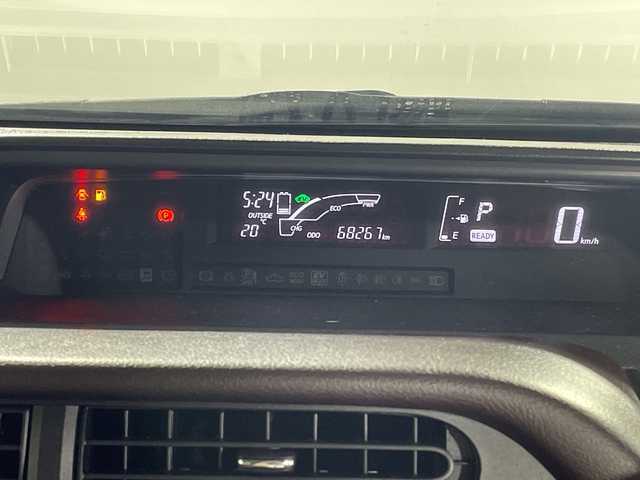 5:24
OUTSIDE
20 °C
CHG
ECO
PWR
ODO 68267 km
F
E
P
READY
0 km/h
(P)